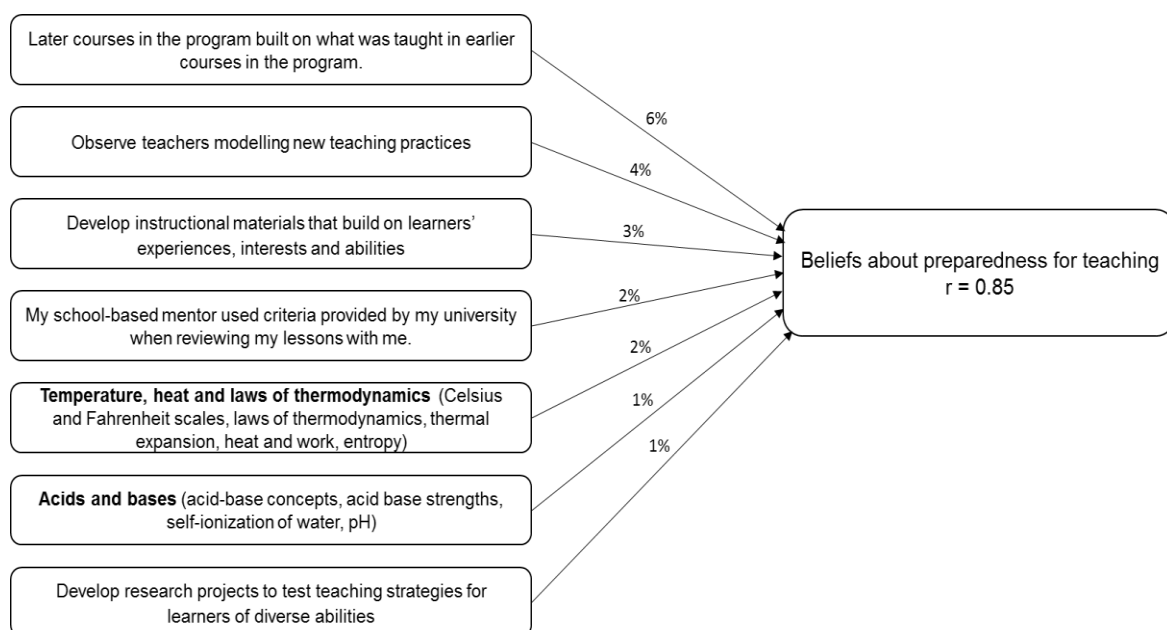 Later courses in the program built on what was taught in earlier
courses in the program.
6%
Observe teachers modelling new teaching practices
4%
Develop instructional materials that build on learners’
experiences, interests and abilities
3%
Beliefs about preparedness for teaching
r = 0.85
My school-based mentor used criteria provided by my university
when reviewing my lessons with me.
2%
Temperature, heat and laws of thermodynamics (Celsius
and Fahrenheit scales, laws of thermodynamics, thermal
expansion, heat and work, entropy)
2%
Acids and bases (acid-base concepts, acid base strengths,
self-ionization of water, pH)
1%
Develop research projects to test teaching strategies for
learners of diverse abilities
1%